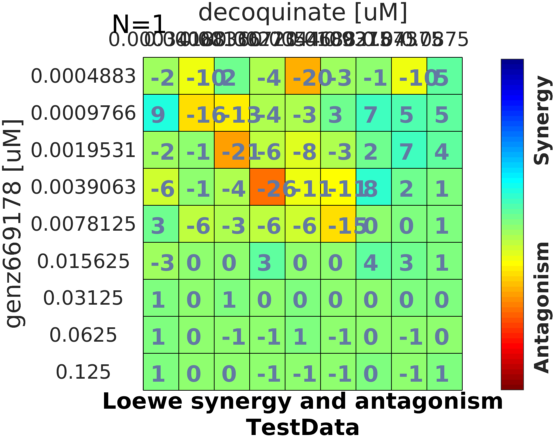 N=1
decoquinate [uM]
genz669178 [uM]
0.0004883 -2 -10 2 -4 -20 -3 -1 -10 5
0.0009766 9 -16 -13 -4 -3 3 7 5 5
0.0019531 -2 -1 -21 -6 -8 -3 2 7 4
0.0039063 -6 -1 -4 -26 -11 -11 8 2 1
0.0078125 3 -6 -3 -6 -6 -15 0 0 1
0.015625 -3 0 0 3 0 0 4 3 1
0.03125 1 0 1 0 0 0 0 0 0
0.0625 1 0 -1 -1 1 -1 0 -1 0
0.125 1 0 0 -1 -1 -1 0 -1 1
Synergy
Antagonism
Loewe synergy and antagonism
TestData